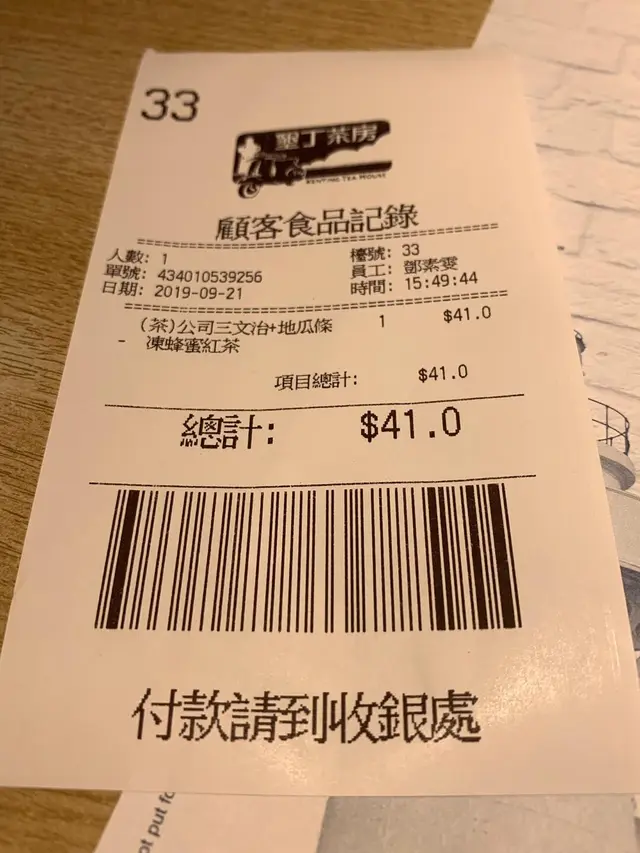 33
墾丁茶房
KENTING TEA HOUSE
顧客食品記錄
人數: 1 檯號: 33
單號: 434010539256 員工: 鄧素雯
日期: 2019-09-21 時間: 15:49:44
(茶)公司三文治+地瓜條 1 $41.0
- 凍蜂蜜紅茶
項目總計: $41.0
總計: $41.0
付款請到收銀處
ot put fo